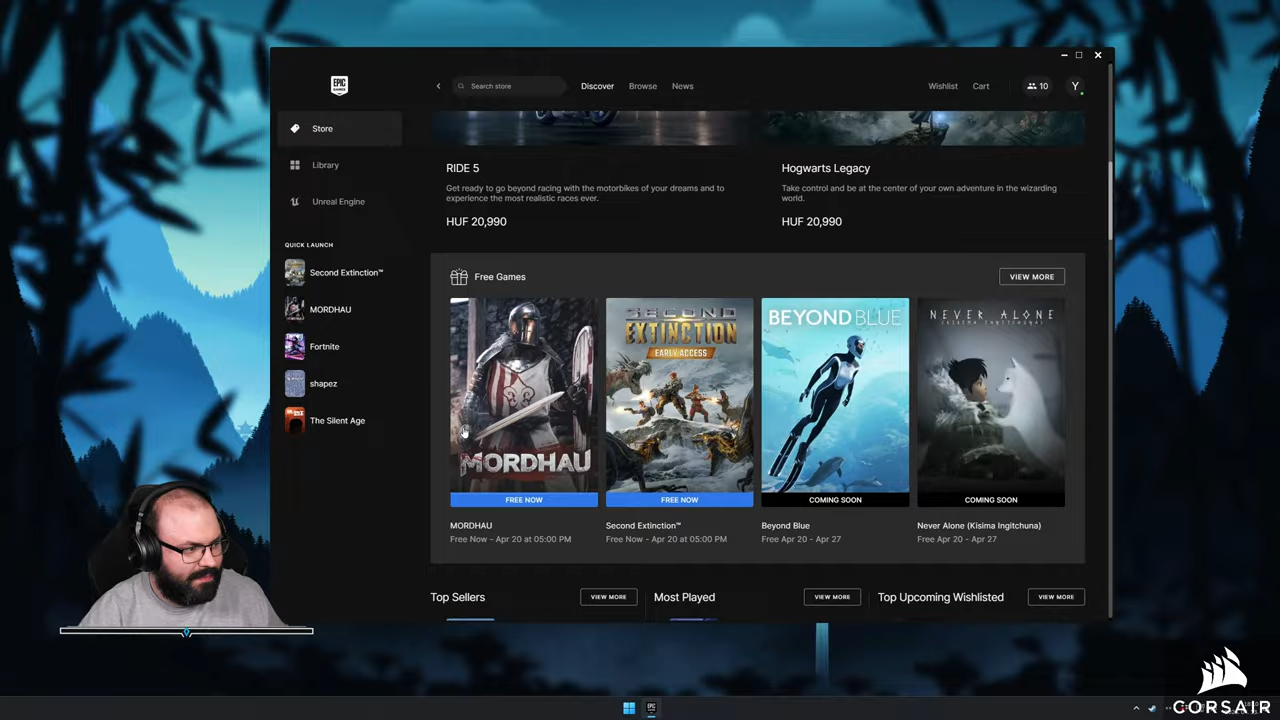 EPIC
GAMES
Search store
Discover
Browse
News
Wishlist
Cart
10
Y
Store
Library
Unreal Engine
QUICK LAUNCH
Second Extinction™
MORDHAU
Fortnite
shapez
The Silent Age
RIDE 5
Get ready to go beyond racing with the motorbikes of your dreams and to
experience the most realistic races ever.
HUF 20,990
Hogwarts Legacy
Take control and be at the center of your own adventure in the wizarding
world.
HUF 20,990
Free Games
VIEW MORE
MORDHAU
FREE NOW
MORDHAU
Free Now - Apr 20 at 05:00 PM
SECOND
EXTINCTION
EARLY ACCESS
FREE NOW
Second Extinction™
Free Now - Apr 20 at 05:00 PM
BEYOND BLUE
COMING SOON
Beyond Blue
Free Apr 20 - Apr 27
NEVER ALONE
(KISIMA INGITCHUNA)
COMING SOON
Never Alone (Kisima Ingitchuna)
Free Apr 20 - Apr 27
Top Sellers
VIEW MORE
Most Played
VIEW MORE
Top Upcoming Wishlisted
VIEW MORE
EPIC
CORSAIR